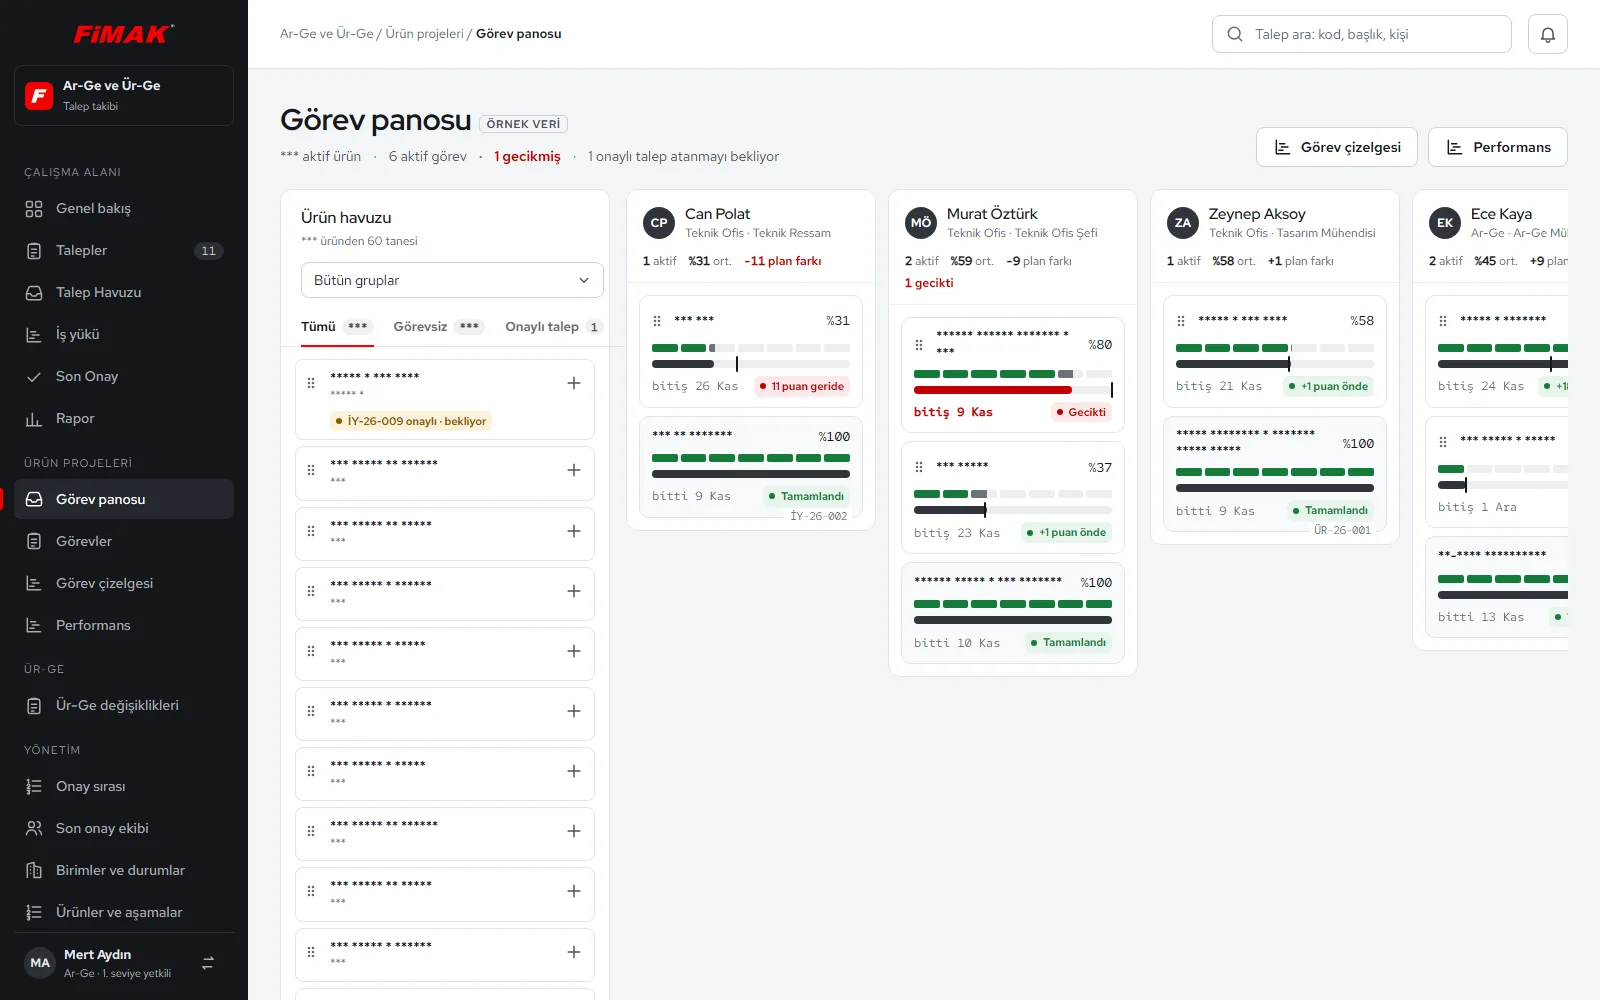 FİMAK
Ar-Ge ve Ür-Ge
Talep takibi
ÇALIŞMA ALANI
Genel bakış
Talepler 11
Talep Havuzu
İş yükü
Son Onay
Rapor
ÜRÜN PROJELERİ
Görev panosu
Görevler
Görev çizelgesi
Performans
ÜR-GE
Ür-Ge değişiklikleri
YÖNETİM
Onay sırası
Son onay ekibi
Birimler ve durumlar
Ürünler ve aşamalar
MA
Mert Aydın
Ar-Ge · 1. seviye yetkili
Ar-Ge ve Ür-Ge / Ürün projeleri / Görev panosu
Talep ara: kod, başlık, kişi
Görev panosu ÖRNEK VERİ
*** aktif ürün · 6 aktif görev · 1 gecikmiş · 1 onaylı talep atanmayı bekliyor
Görev çizelgesi
Performans
Ürün havuzu
*** üründen 60 tanesi
Bütün gruplar
Tümü *** Görevsiz *** Onaylı talep 1
***** * *** ****
***** *
İY-26-009 onaylı · bekliyor
*** ***** ** ******
***
*** ***** ** *****
***
*** ***** * ******
***
*** ***** * *****
***
*** ***** * ******
***
*** ***** * *****
***
*** ***** ** ******
***
*** ***** ** *****
***
*** ***** * ******
***
CP
Can Polat
Teknik Ofis · Teknik Ressam
1 aktif %31 ort. -11 plan farkı
*** *** %31
bitiş 26 Kas 11 puan geride
*** ** ******* %100
bitti 9 Kas Tamamlandı
İY-26-002
MÖ
Murat Öztürk
Teknik Ofis · Teknik Ofis Şefi
2 aktif %59 ort. -9 plan farkı
1 gecikti
****** ****** ******* *
*** %80
bitiş 9 Kas Gecikti
*** ***** %37
bitiş 23 Kas +1 puan önde
****** ***** * *** ******* %100
bitti 10 Kas Tamamlandı
ZA
Zeynep Aksoy
Teknik Ofis · Tasarım Mühendisi
1 aktif %58 ort. +1 plan farkı
***** * *** **** %58
bitiş 21 Kas +1 puan önde
***** ******** * *******
***** ***** %100
bitti 9 Kas Tamamlandı
ÜR-26-001
EK
Ece Kaya
Ar-Ge · Ar-Ge
2 aktif %45 ort. +9 plan
***** * *******
bitiş 24 Kas
*** ***** * *****
bitiş 1 Ara
**-**** **********
bitti 13 Kas